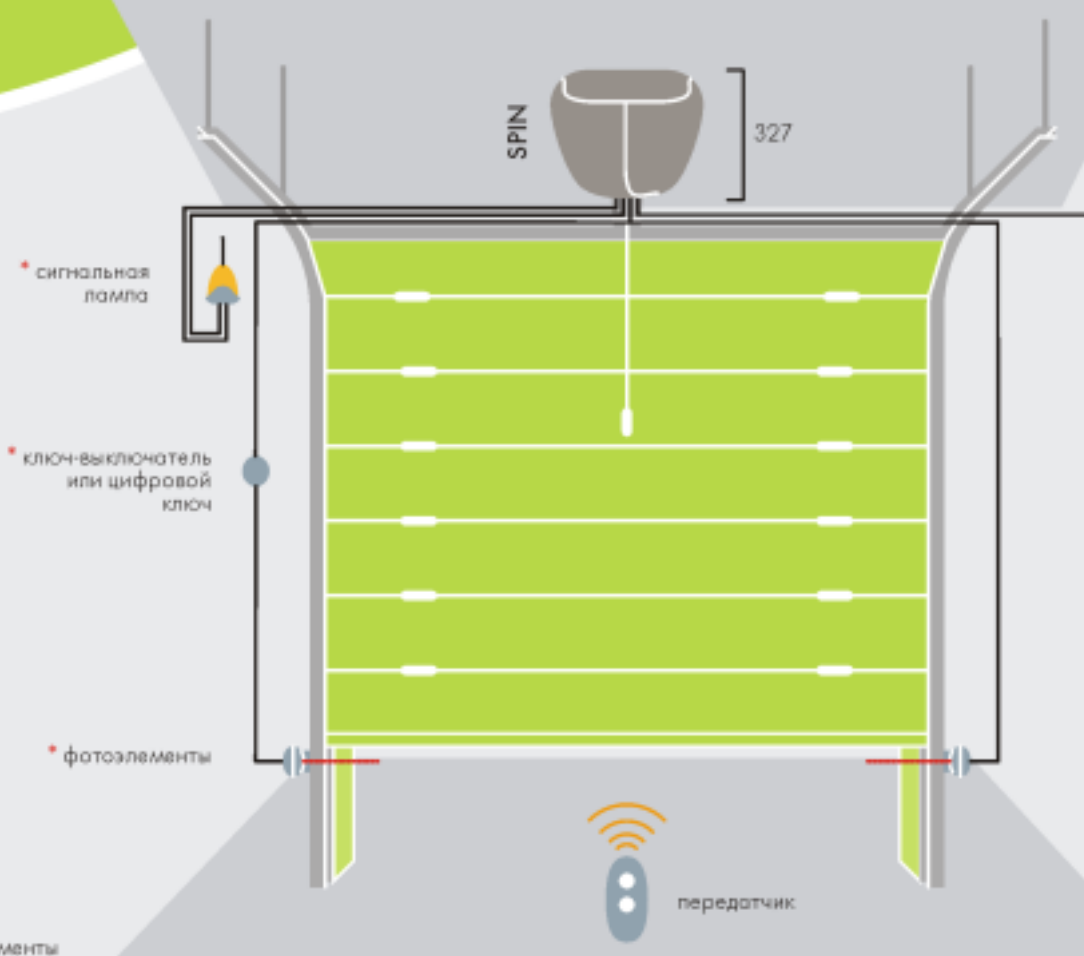 SPIN
327
* сигнальная
лампа
* ключ-выключатель
или цифровой
ключ
* фотоэлементы
передатчик
менты